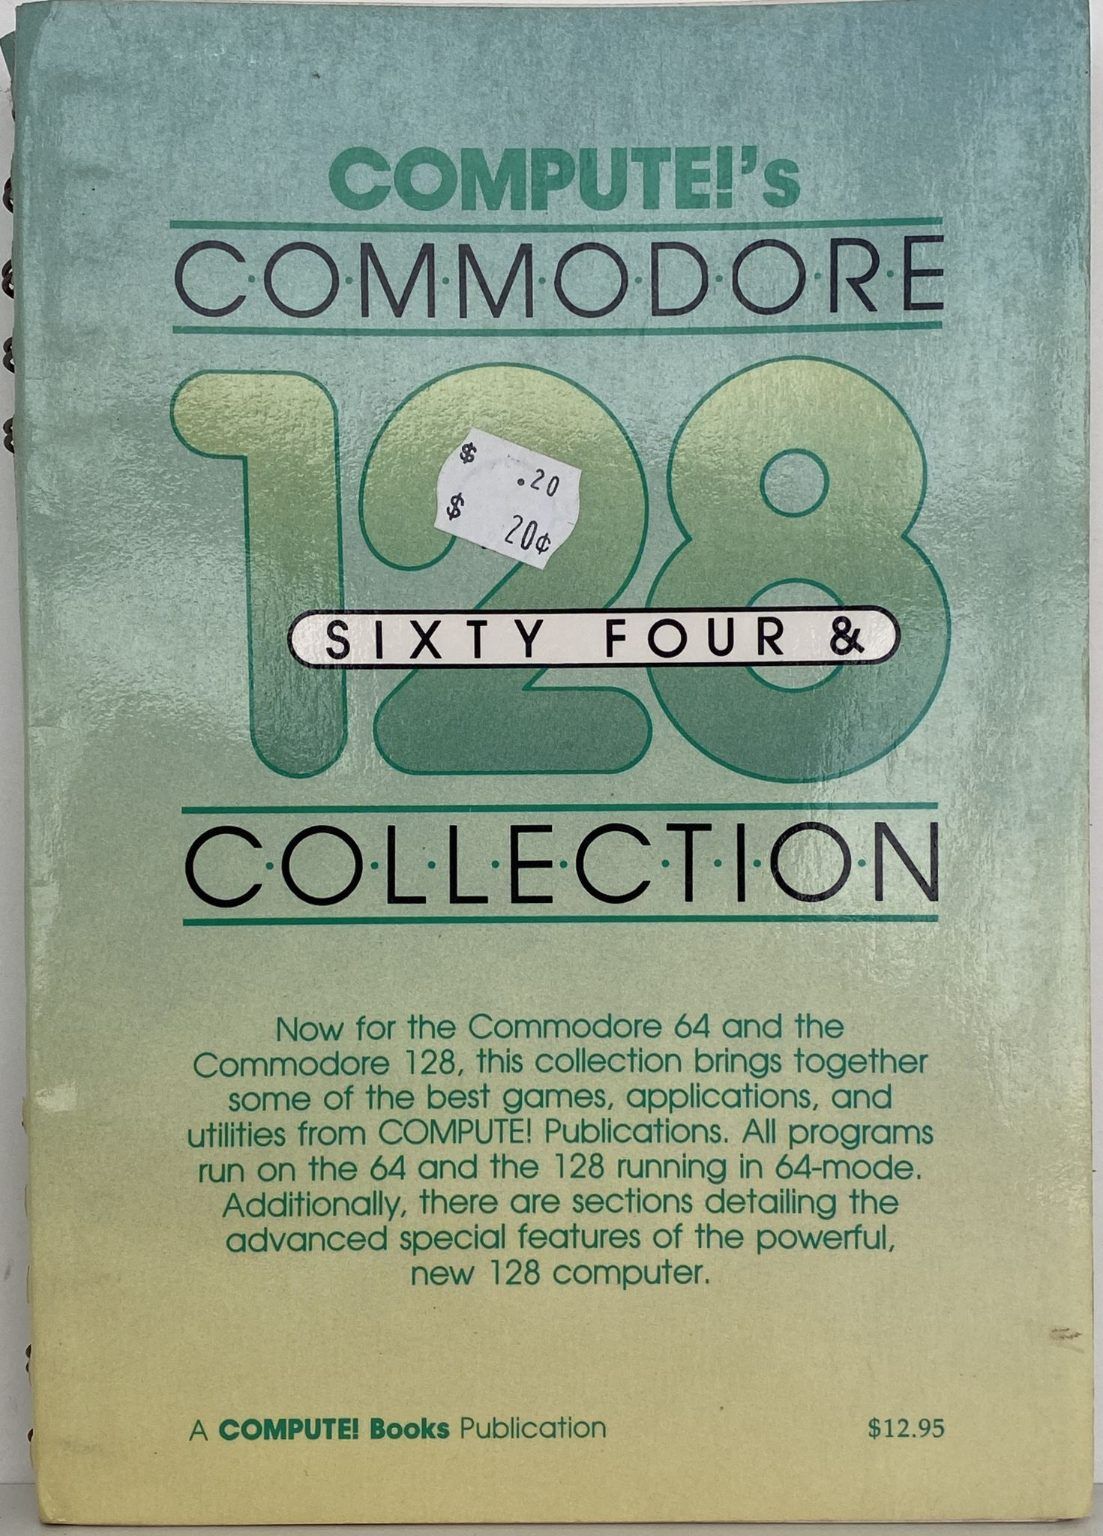 COMPUTE!'s
C·O·M·M·O·D·O·R·E
128
$ .20
$ 20¢
SIXTY FOUR &
C·O·L·L·E·C·T·I·O·N
Now for the Commodore 64 and the
Commodore 128, this collection brings together
some of the best games, applications, and
utilities from COMPUTE! Publications. All programs
run on the 64 and the 128 running in 64-mode.
Additionally, there are sections detailing the
advanced special features of the powerful,
new 128 computer.
A COMPUTE! Books Publication $12.95